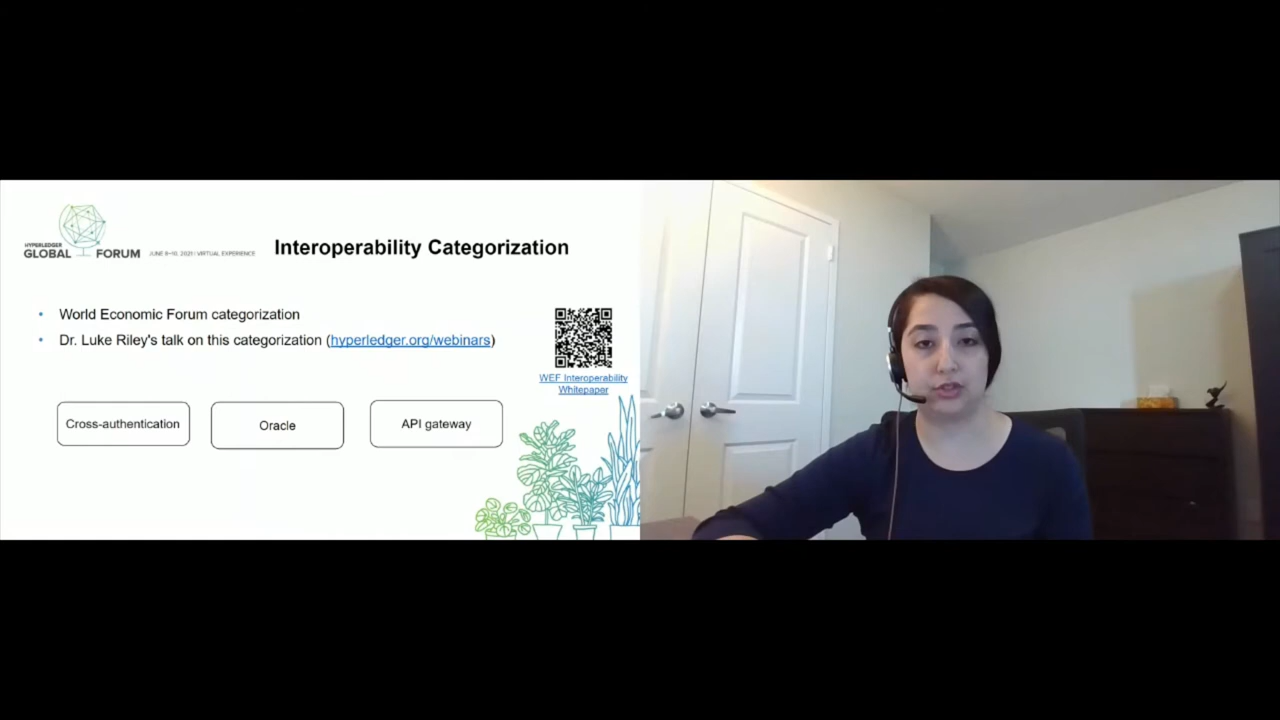 HYPERLEDGER
GLOBAL FORUM
JUNE 8–10, 2021 | VIRTUAL EXPERIENCE
Interoperability Categorization
• World Economic Forum categorization
• Dr. Luke Riley's talk on this categorization (hyperledger.org/webinars)
WEF Interoperability
Whitepaper
Cross-authentication
Oracle
API gateway